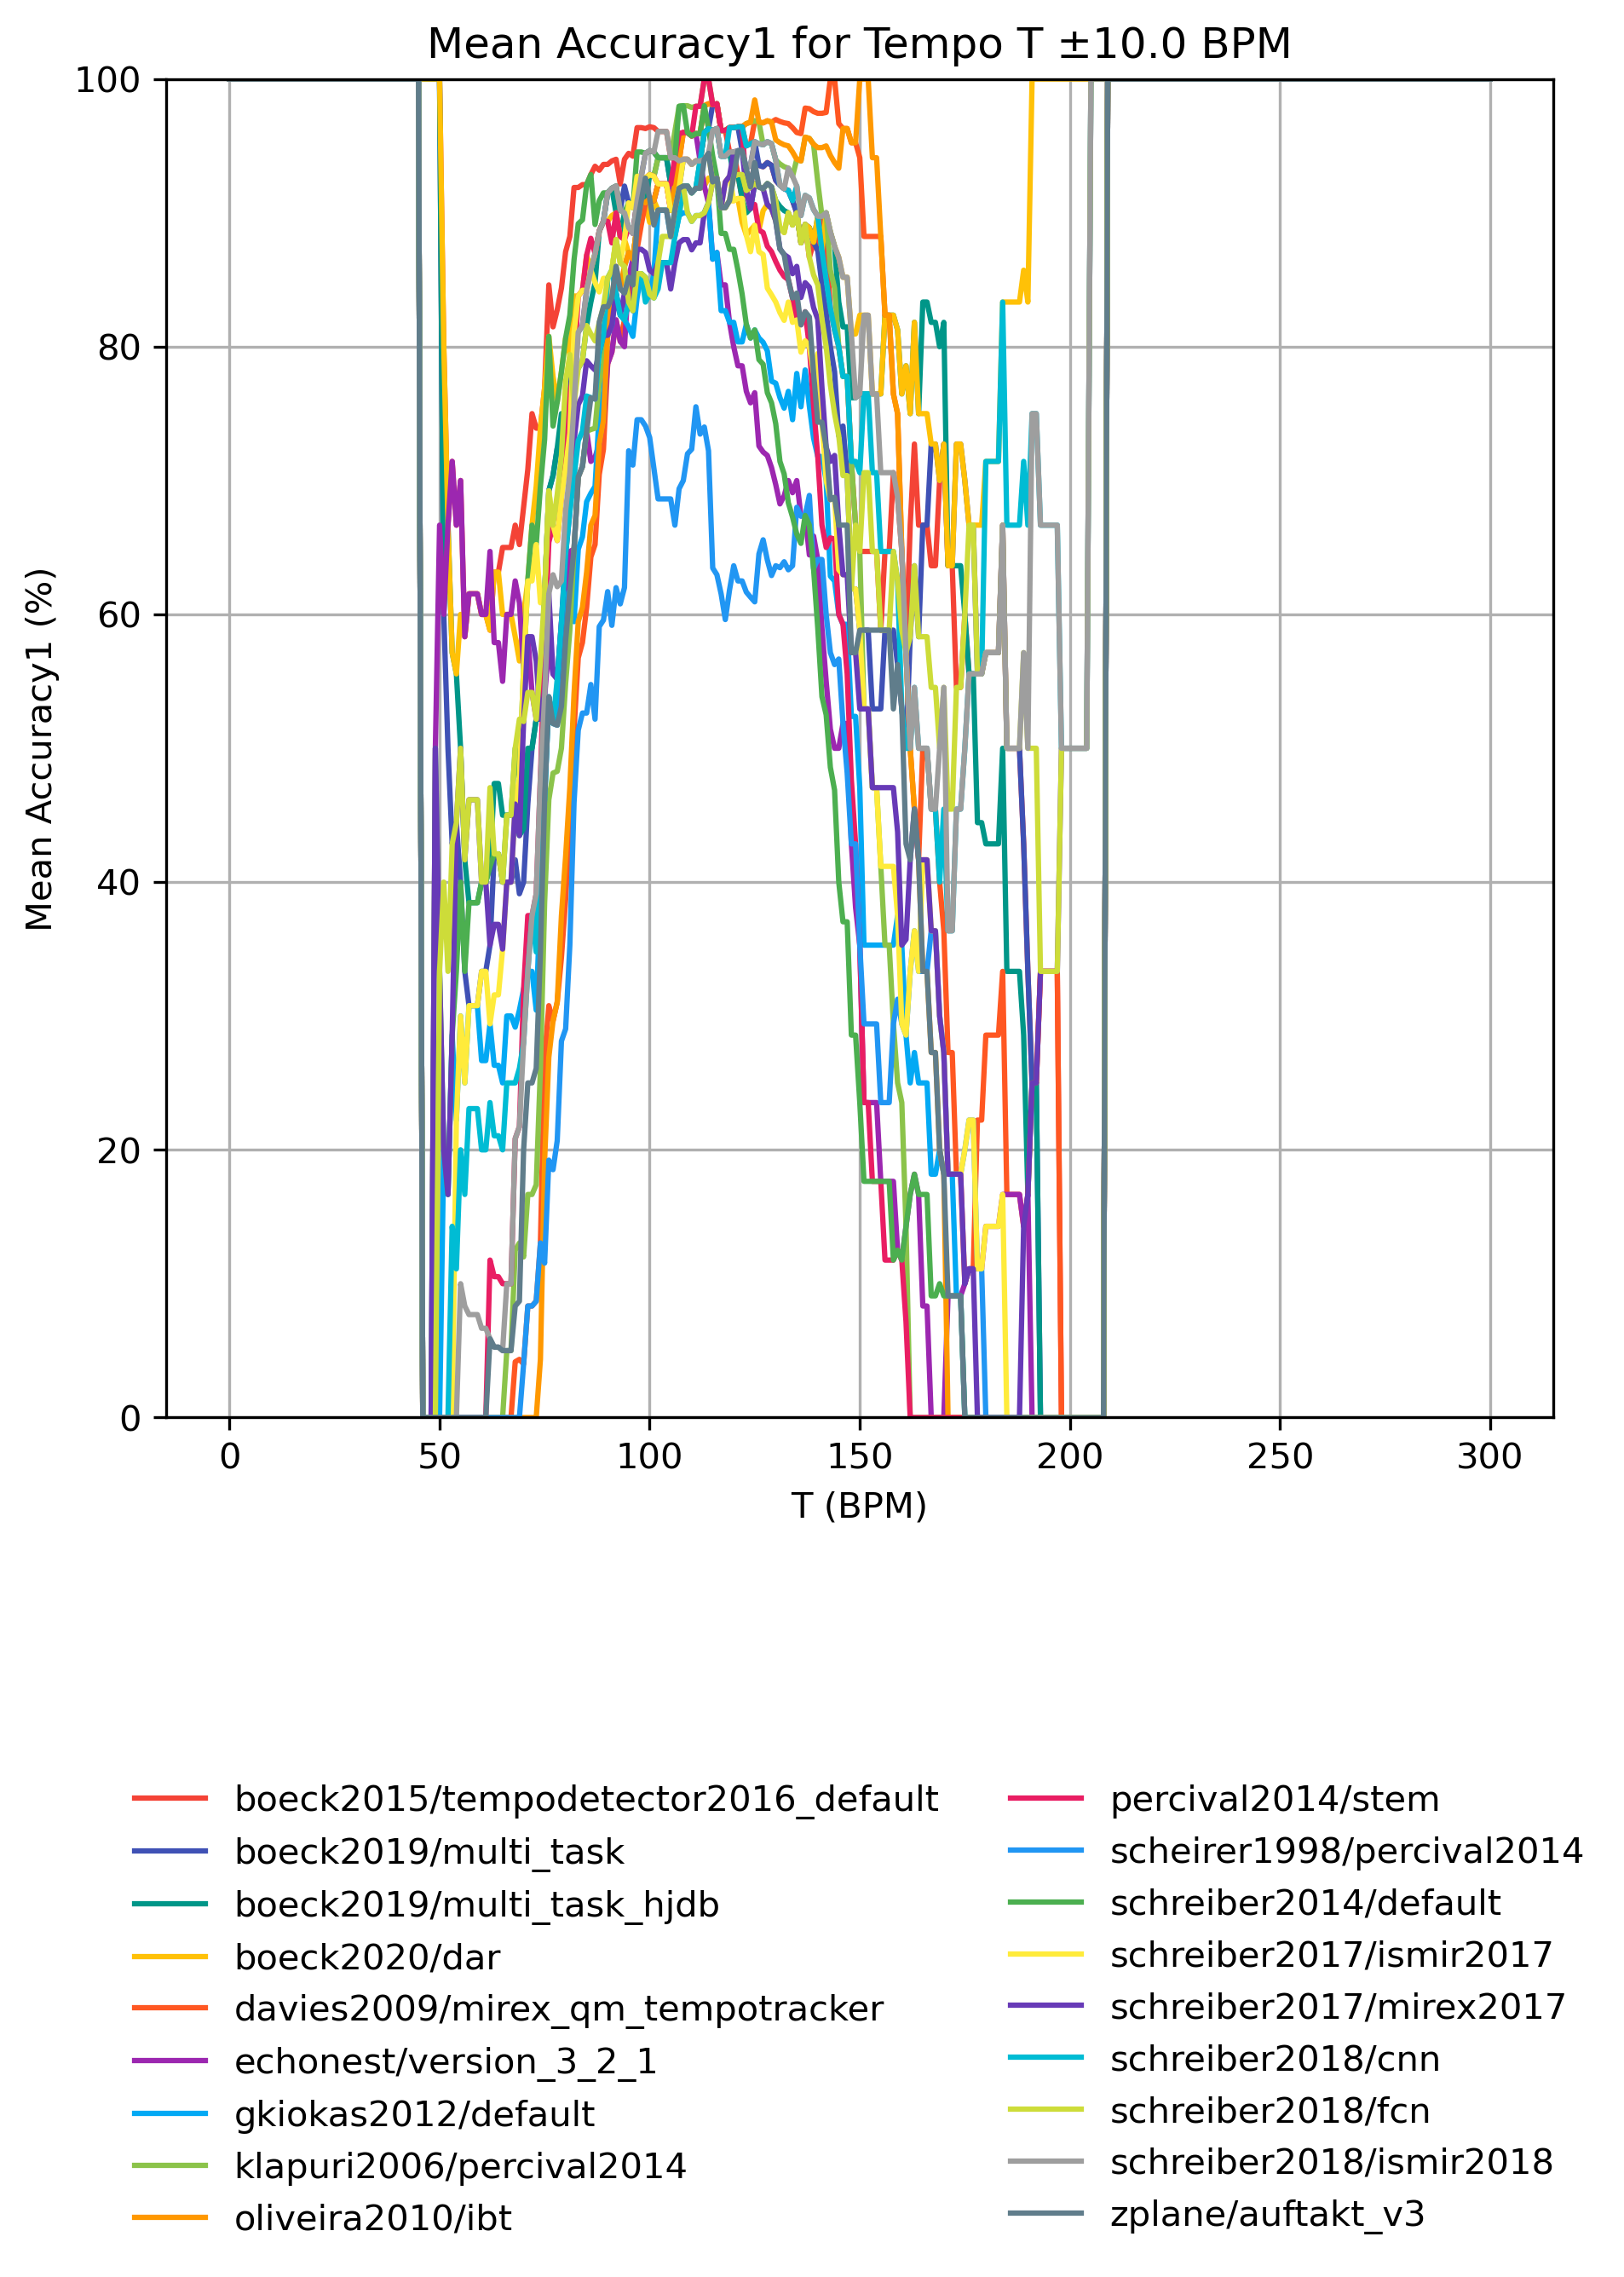 Mean Accuracy1 for Tempo T ±10.0 BPM
100
80
60
40
20
0
Mean Accuracy1 (%)
0 50 100 150 200 250 300
T (BPM)
boeck2015/tempodetector2016_default
boeck2019/multi_task
boeck2019/multi_task_hjdb
boeck2020/dar
davies2009/mirex_qm_tempotracker
echonest/version_3_2_1
gkiokas2012/default
klapuri2006/percival2014
oliveira2010/ibt
percival2014/stem
scheirer1998/percival2014
schreiber2014/default
schreiber2017/ismir2017
schreiber2017/mirex2017
schreiber2018/cnn
schreiber2018/fcn
schreiber2018/ismir2018
zplane/auftakt_v3